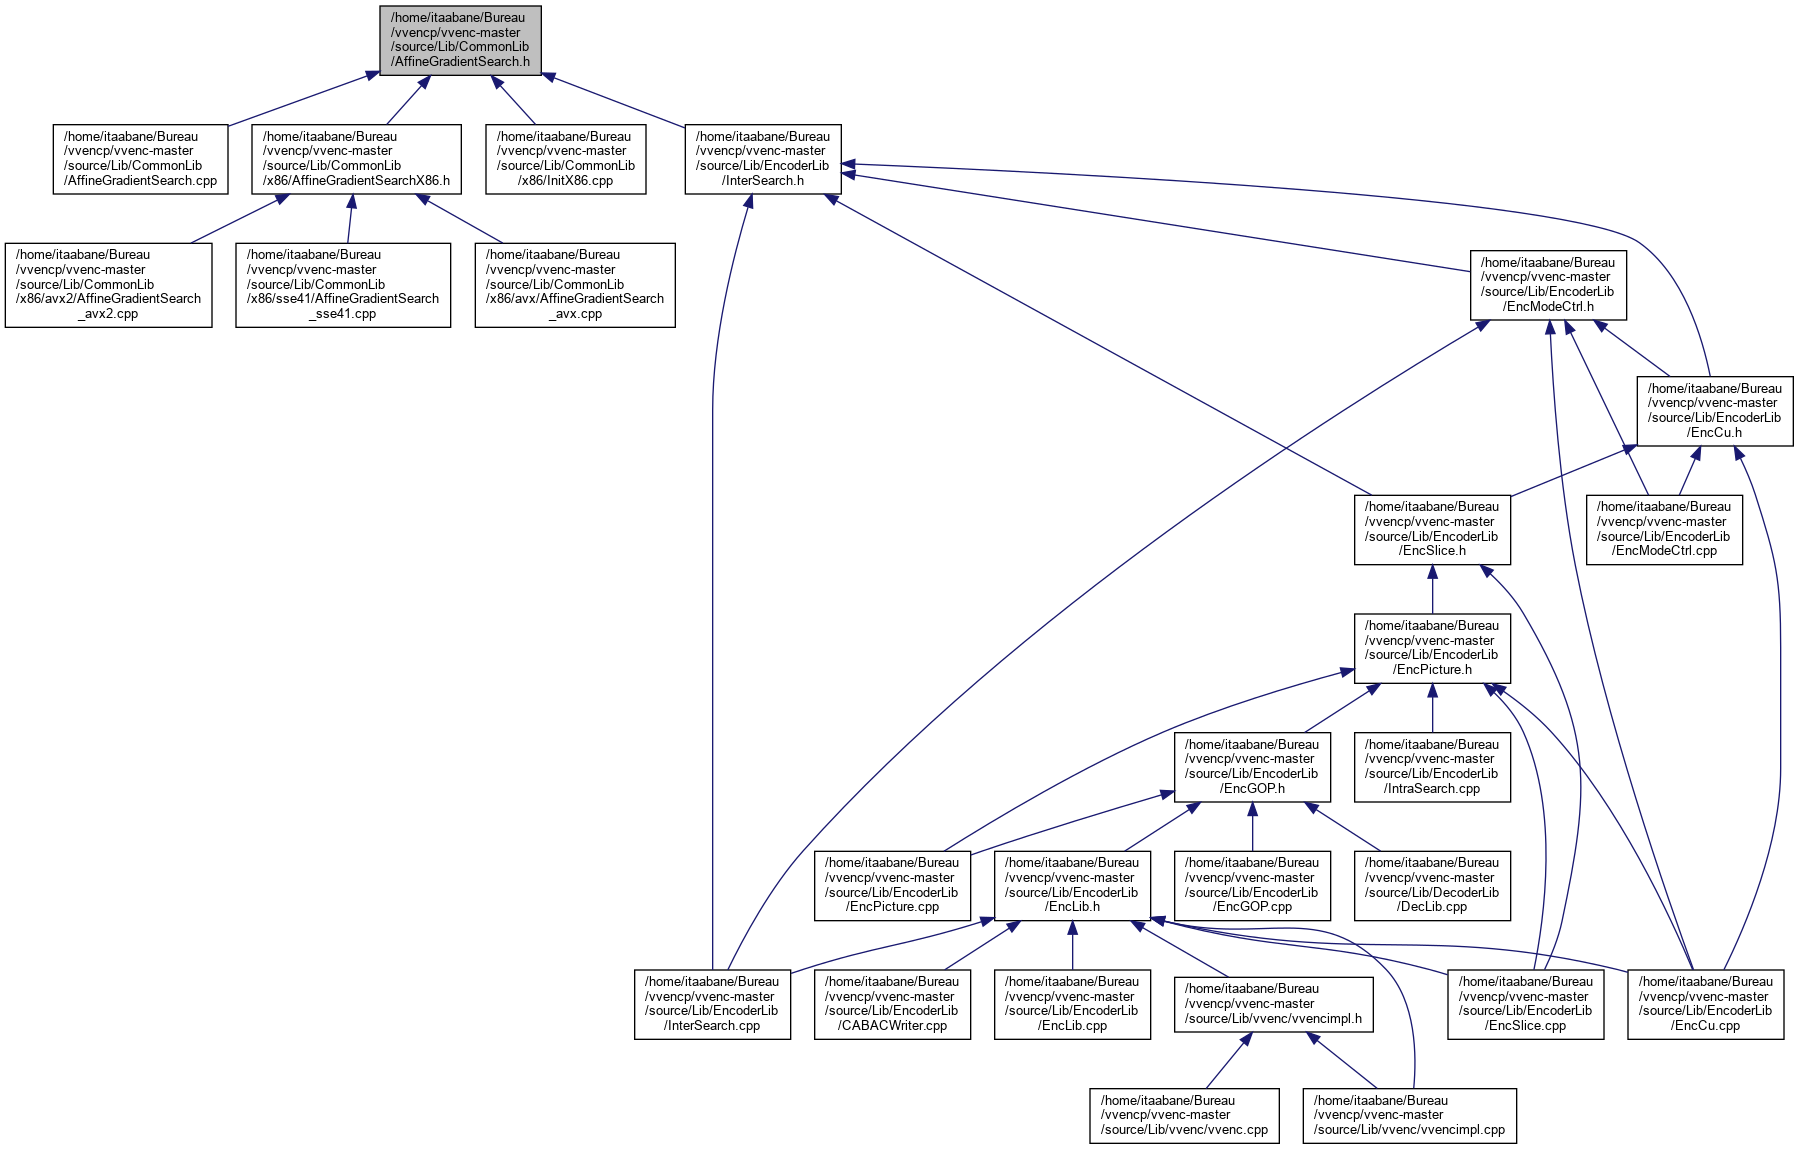 /home/itaabane/Bureau
/vvencp/vvenc-master
/source/Lib/CommonLib
/AffineGradientSearch.h
/home/itaabane/Bureau
/vvencp/vvenc-master
/source/Lib/CommonLib
/AffineGradientSearch.cpp
/home/itaabane/Bureau
/vvencp/vvenc-master
/source/Lib/CommonLib
/x86/AffineGradientSearchX86.h
/home/itaabane/Bureau
/vvencp/vvenc-master
/source/Lib/CommonLib
/x86/InitX86.cpp
/home/itaabane/Bureau
/vvencp/vvenc-master
/source/Lib/EncoderLib
/InterSearch.h
/home/itaabane/Bureau
/vvencp/vvenc-master
/source/Lib/CommonLib
/x86/avx2/AffineGradientSearch
_avx2.cpp
/home/itaabane/Bureau
/vvencp/vvenc-master
/source/Lib/CommonLib
/x86/sse41/AffineGradientSearch
_sse41.cpp
/home/itaabane/Bureau
/vvencp/vvenc-master
/source/Lib/CommonLib
/x86/avx/AffineGradientSearch
_avx.cpp
/home/itaabane/Bureau
/vvencp/vvenc-master
/source/Lib/EncoderLib
/EncModeCtrl.h
/home/itaabane/Bureau
/vvencp/vvenc-master
/source/Lib/EncoderLib
/EncCu.h
/home/itaabane/Bureau
/vvencp/vvenc-master
/source/Lib/EncoderLib
/EncSlice.h
/home/itaabane/Bureau
/vvencp/vvenc-master
/source/Lib/EncoderLib
/EncModeCtrl.cpp
/home/itaabane/Bureau
/vvencp/vvenc-master
/source/Lib/EncoderLib
/EncPicture.h
/home/itaabane/Bureau
/vvencp/vvenc-master
/source/Lib/EncoderLib
/EncGOP.h
/home/itaabane/Bureau
/vvencp/vvenc-master
/source/Lib/EncoderLib
/IntraSearch.cpp
/home/itaabane/Bureau
/vvencp/vvenc-master
/source/Lib/EncoderLib
/EncPicture.cpp
/home/itaabane/Bureau
/vvencp/vvenc-master
/source/Lib/EncoderLib
/EncLib.h
/home/itaabane/Bureau
/vvencp/vvenc-master
/source/Lib/EncoderLib
/EncGOP.cpp
/home/itaabane/Bureau
/vvencp/vvenc-master
/source/Lib/DecoderLib
/DecLib.cpp
/home/itaabane/Bureau
/vvencp/vvenc-master
/source/Lib/EncoderLib
/InterSearch.cpp
/home/itaabane/Bureau
/vvencp/vvenc-master
/source/Lib/EncoderLib
/CABACWriter.cpp
/home/itaabane/Bureau
/vvencp/vvenc-master
/source/Lib/EncoderLib
/EncLib.cpp
/home/itaabane/Bureau
/vvencp/vvenc-master
/source/Lib/vvenc/vvencimpl.h
/home/itaabane/Bureau
/vvencp/vvenc-master
/source/Lib/EncoderLib
/EncSlice.cpp
/home/itaabane/Bureau
/vvencp/vvenc-master
/source/Lib/EncoderLib
/EncCu.cpp
/home/itaabane/Bureau
/vvencp/vvenc-master
/source/Lib/vvenc/vvenc.cpp
/home/itaabane/Bureau
/vvencp/vvenc-master
/source/Lib/vvenc/vvencimpl.cpp